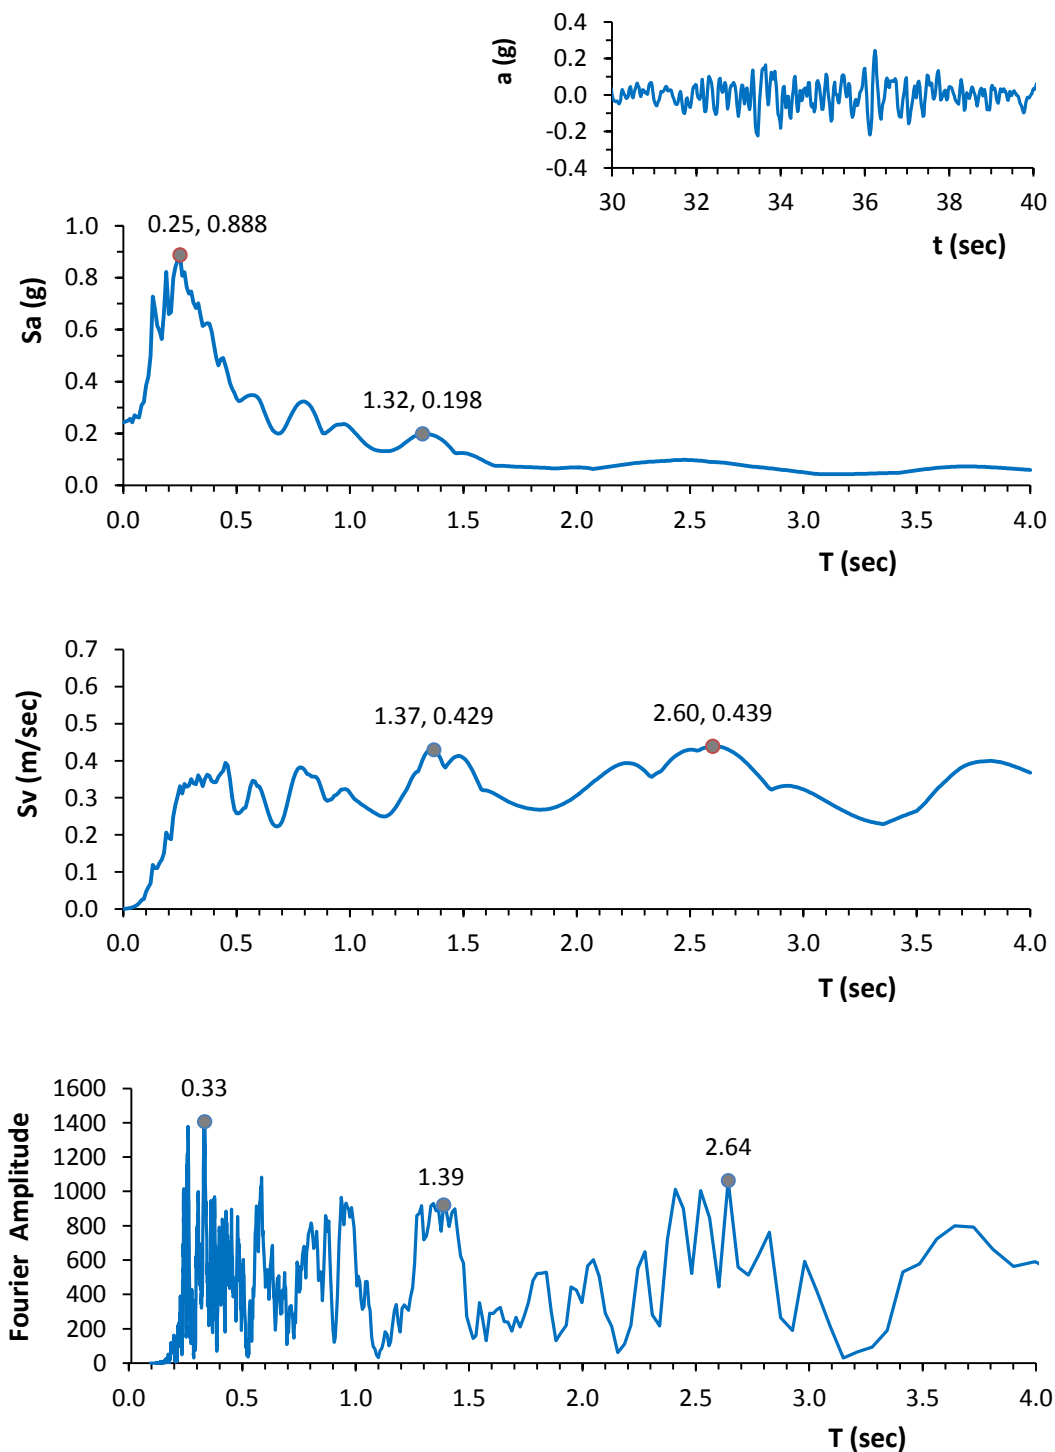 0.4
0.2
0.0
-0.2
-0.4
a (g)
30 32 34 36 38 40
t (sec)
0.25, 0.888
1.32, 0.198
1.0
0.8
0.6
0.4
0.2
0.0
Sa (g)
0.0 0.5 1.0 1.5 2.0 2.5 3.0 3.5 4.0
T (sec)
0.7
0.6
0.5
0.4
0.3
0.2
0.1
0.0
Sv (m/sec)
1.37, 0.429
2.60, 0.439
0.0 0.5 1.0 1.5 2.0 2.5 3.0 3.5 4.0
T (sec)
1600
1400
1200
1000
800
600
400
200
0
Fourier Amplitude
0.33
1.39
2.64
0.0 0.5 1.0 1.5 2.0 2.5 3.0 3.5 4.0
T (sec)